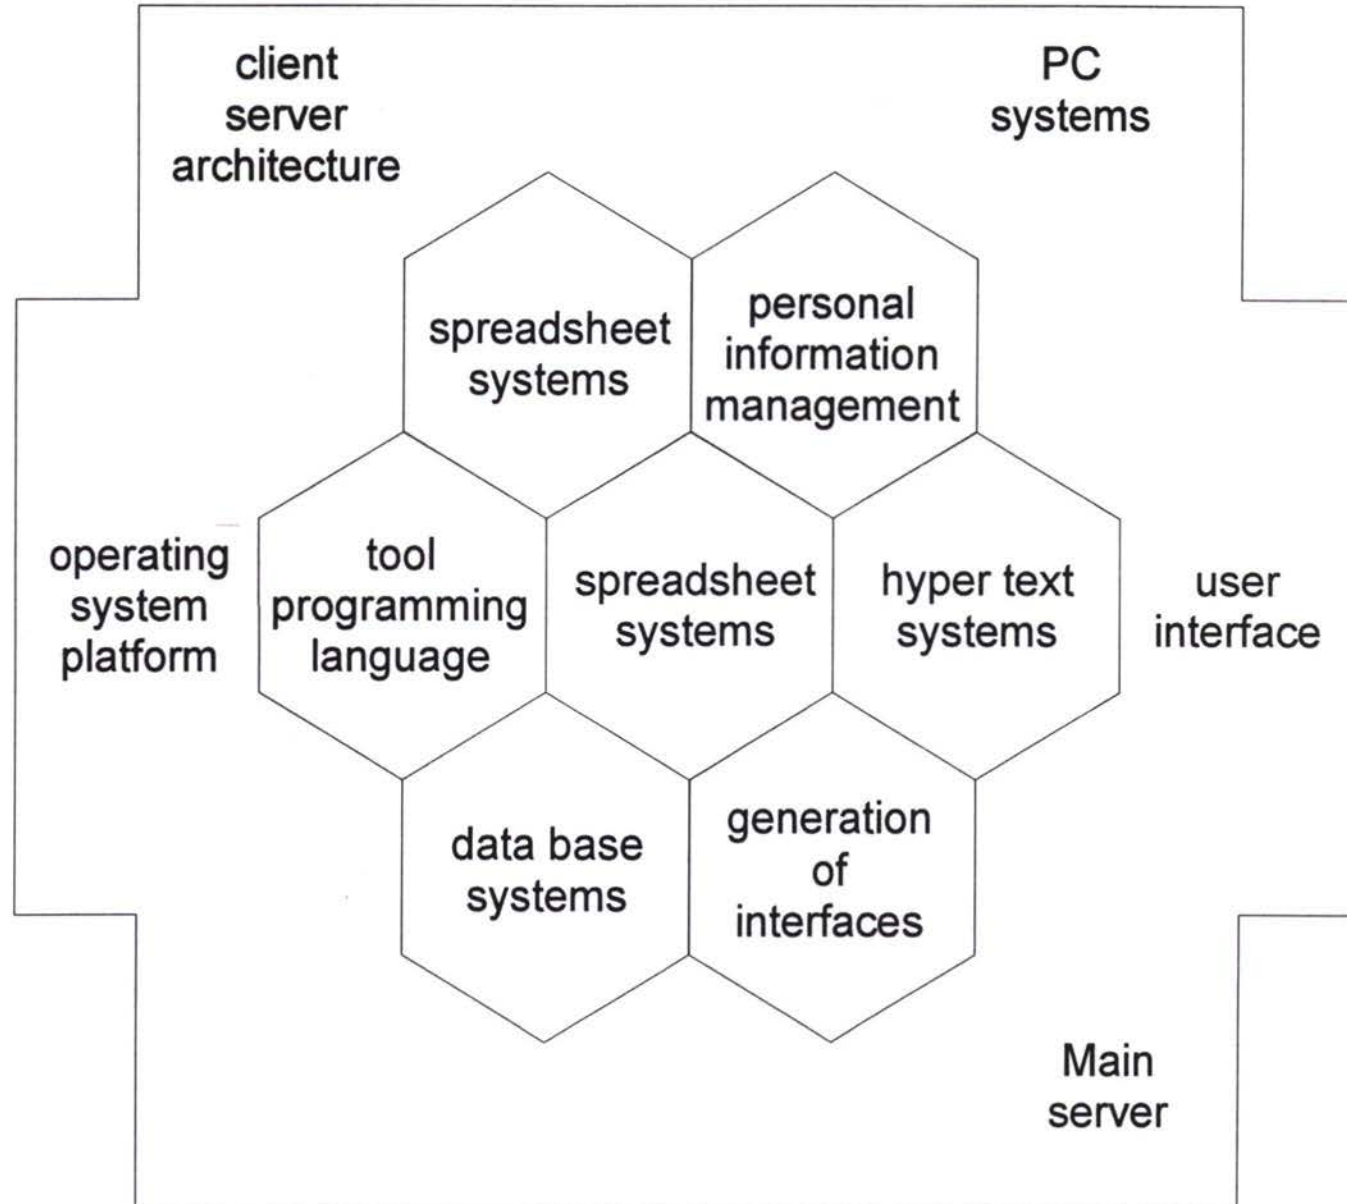 client
server
architecture
PC
systems
spreadsheet
systems
personal
information
management
operating
system
platform
tool
programming
language
spreadsheet
systems
hyper text
systems
user
interface
data base
systems
generation
of
interfaces
Main
server